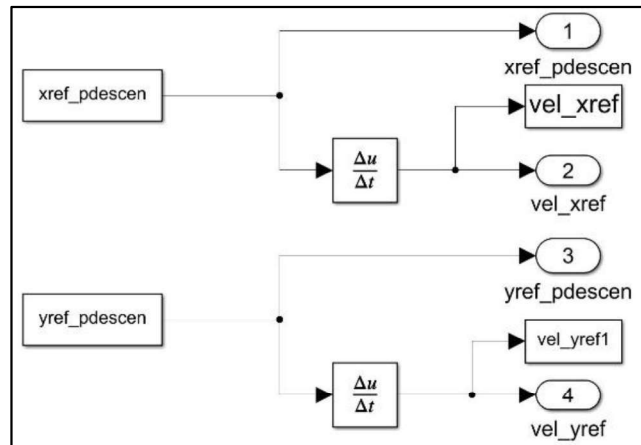 1
xref_pdescen
xref_pdescen
vel_xref
Δu
Δt
2
vel_xref
3
yref_pdescen
yref_pdescen
vel_yref1
Δu
Δt
4
vel_yref